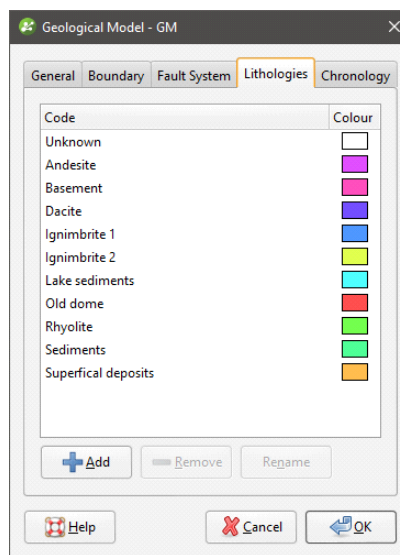 Geological Model - GM
General Boundary Fault System Lithologies Chronology
Code Colour
Unknown
Andesite
Basement
Dacite
Ignimbrite 1
Ignimbrite 2
Lake sediments
Old dome
Rhyolite
Sediments
Superfical deposits
Add Remove Rename
Help Cancel OK